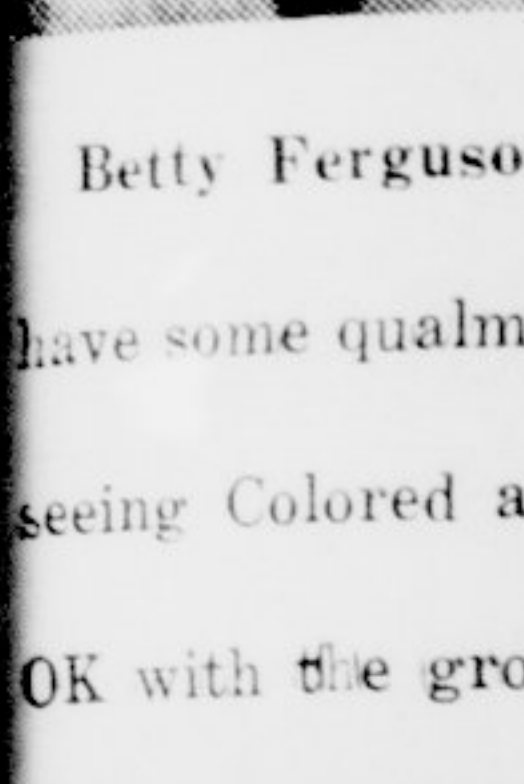 Betty Ferguso
have some qualm
seeing Colored a
OK with the gro